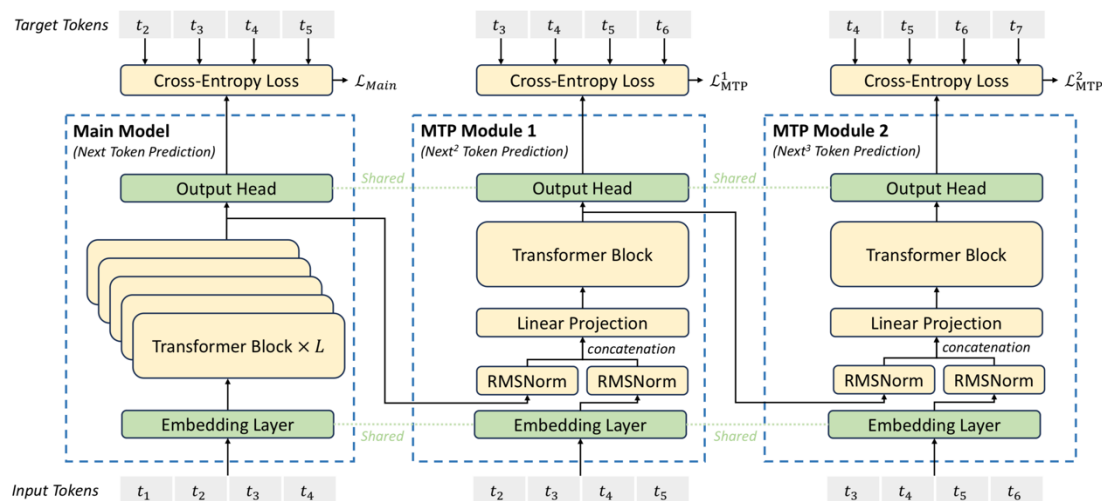 Target Tokens t₂ t₃ t₄ t₅ t₃ t₄ t₅ t₆ t₄ t₅ t₆ t₇
Cross-Entropy Loss ℒ_Main Cross-Entropy Loss ℒ¹_MTP Cross-Entropy Loss ℒ²_MTP
Main Model
(Next Token Prediction)
MTP Module 1
(Next² Token Prediction)
MTP Module 2
(Next³ Token Prediction)
Output Head Shared Output Head Shared Output Head
Transformer Block × L
Transformer Block
Transformer Block
Linear Projection
Linear Projection
concatenation
concatenation
RMSNorm RMSNorm
RMSNorm RMSNorm
Embedding Layer Shared Embedding Layer Shared Embedding Layer
Input Tokens t₁ t₂ t₃ t₄ t₂ t₃ t₄ t₅ t₃ t₄ t₅ t₆